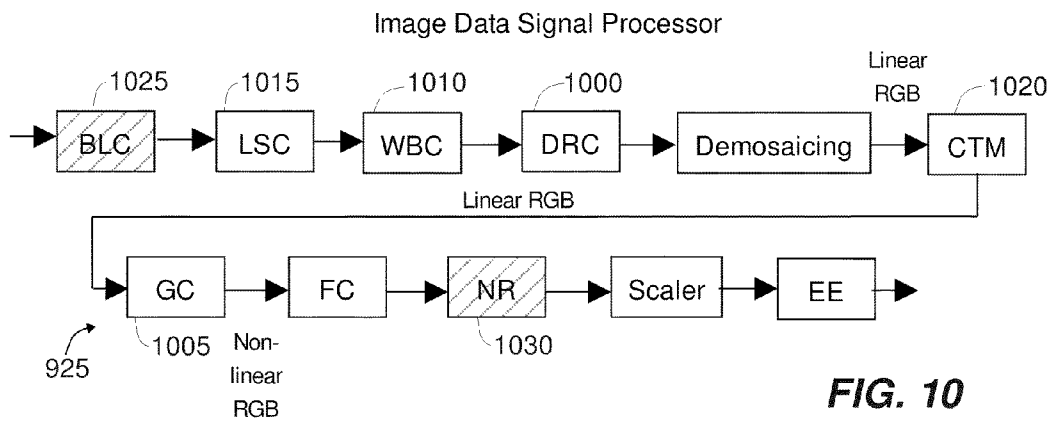 Image Data Signal Processor
1025
1015
1010
1000
Linear
RGB
1020
BLC
LSC
WBC
DRC
Demosaicing
CTM
Linear RGB
GC
FC
NR
Scaler
EE
925
1005
Non-
linear
RGB
1030
FIG. 10